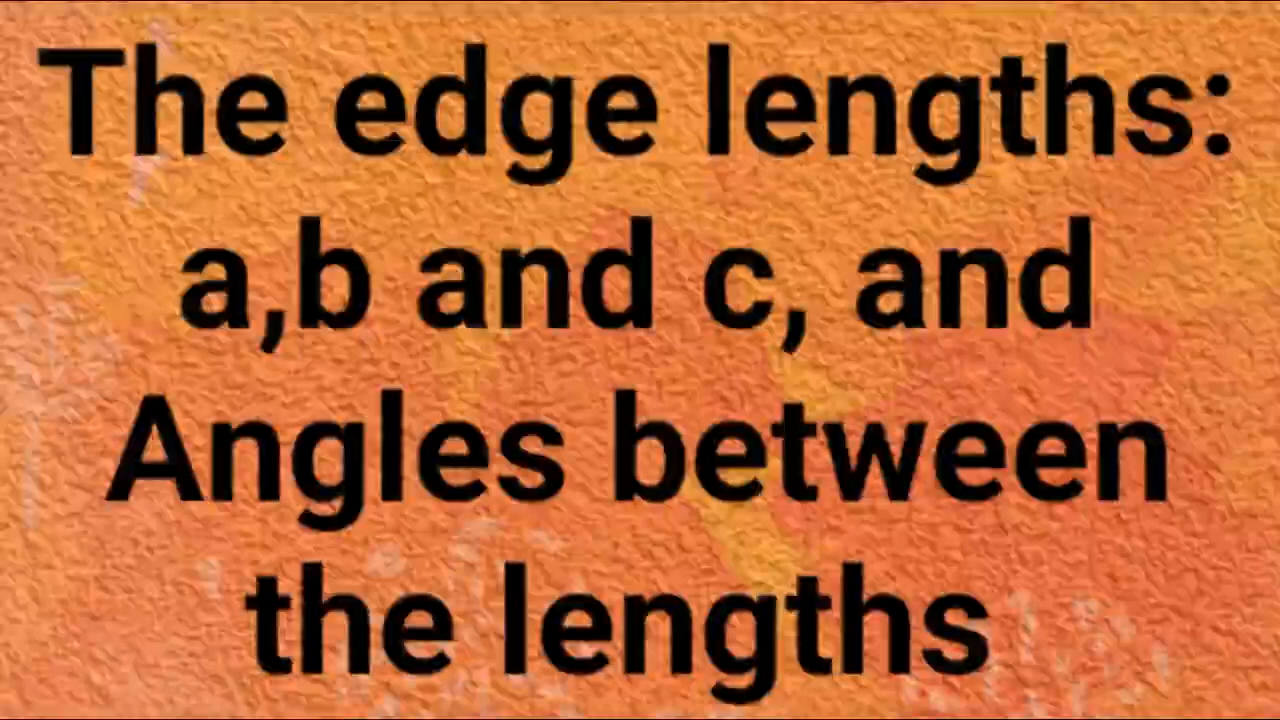 The edge lengths:
a,b and c, and
Angles between
the lengths